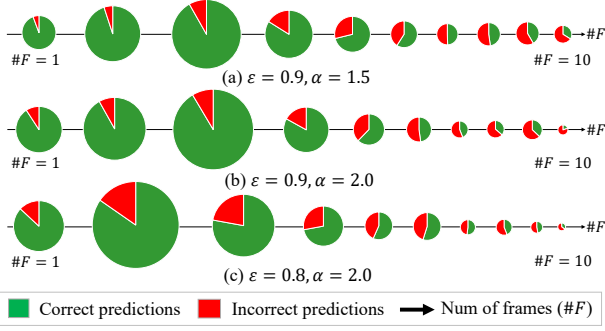 #F
#F = 1
#F = 10
(a) ε = 0.9, α = 1.5
#F
#F = 1
#F = 10
(b) ε = 0.9, α = 2.0
#F
#F = 1
#F = 10
(c) ε = 0.8, α = 2.0
Correct predictions Incorrect predictions Num of frames (#F)